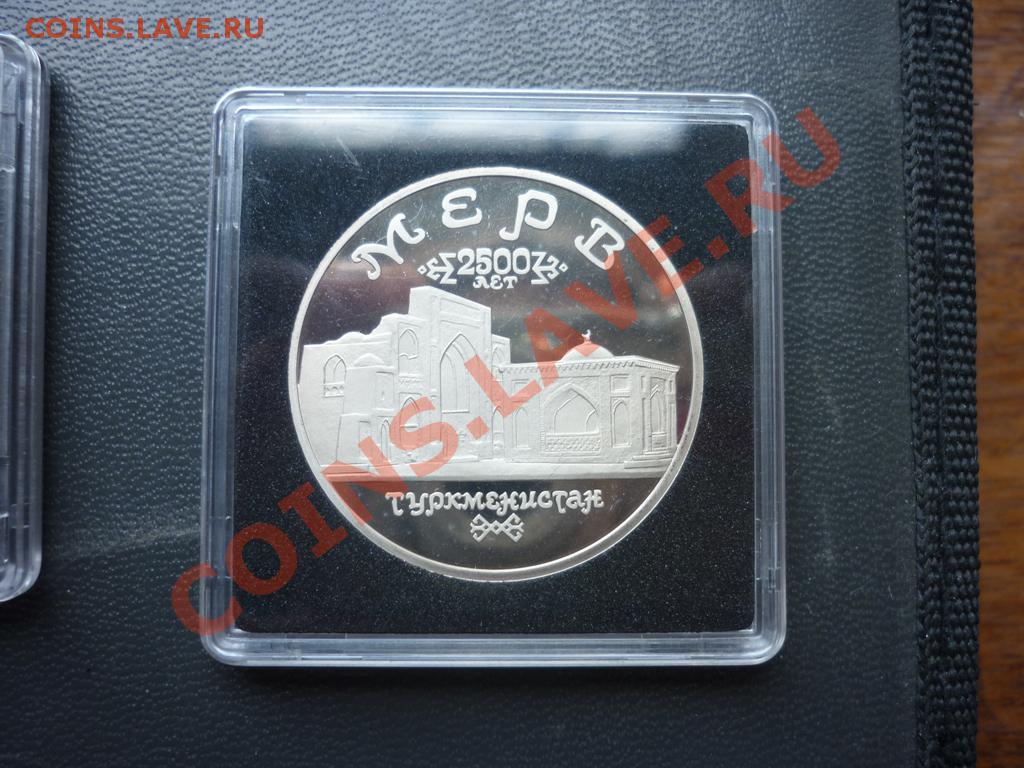 COINS.LAVE.RU
МЕРВ
2500
ЛЕТ
ТУРКМЕНИСТАН
COINS.LAVE.RU